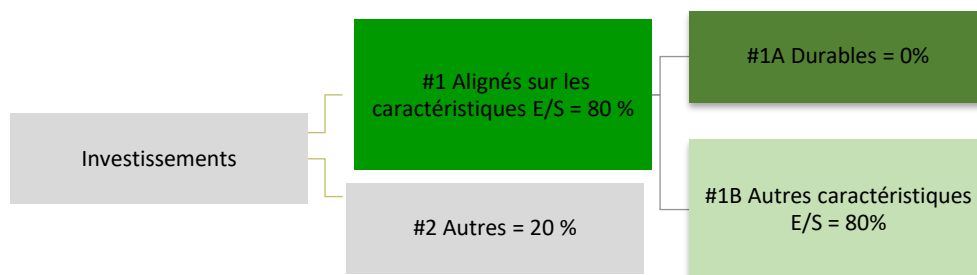 Investissements
#1 Alignés sur les
caractéristiques E/S = 80 %
#2 Autres = 20 %
#1A Durables = 0%
#1B Autres caractéristiques
E/S = 80%